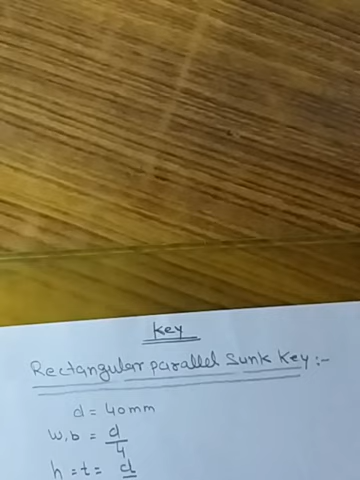 Key
Rectangular parallel Sunk Key :-
d = 40mm
w, b = d/4
h = t = d